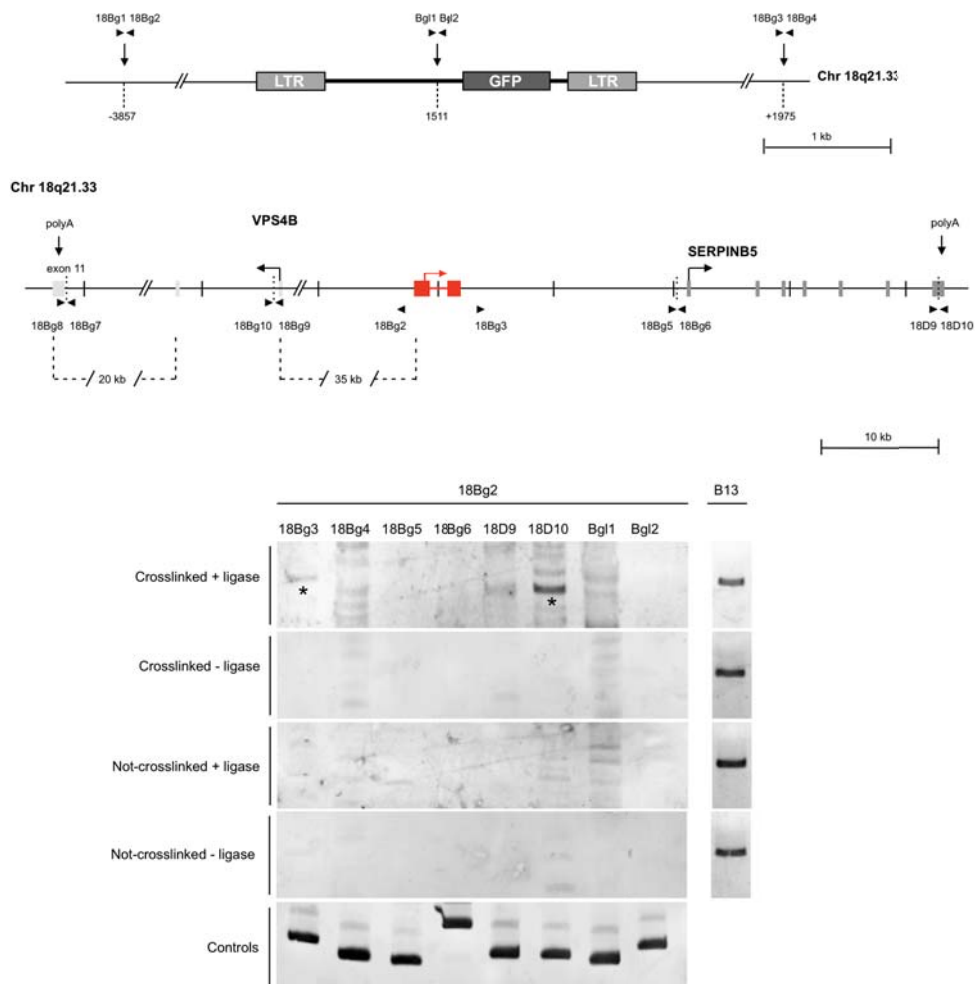 18Bg1 18Bg2 Bgl1 Bgl2 18Bg3 18Bg4
LTR GFP LTR Chr 18q21.33
-3857 1511 +1975
1 kb
Chr 18q21.33
polyA VPS4B polyA
SERPINB5
exon 11
18Bg8 18Bg7 18Bg10 18Bg9 18Bg2 18Bg3 18Bg5 18Bg6 18D9 18D10
20 kb 35 kb
10 kb
18Bg2 B13
18Bg3 18Bg4 18Bg5 18Bg6 18D9 18D10 Bgl1 Bgl2
Crosslinked + ligase
* *
Crosslinked - ligase
Not-crosslinked + ligase
Not-crosslinked - ligase
Controls